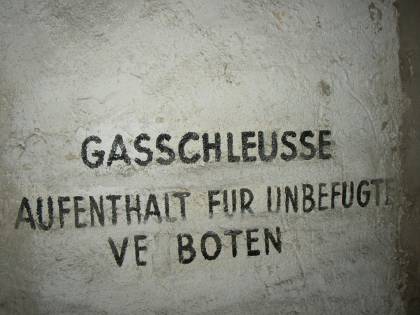 GASSCHLEUSSE
AUFENTHALT FUR UNBEFUGTE
VE BOTEN